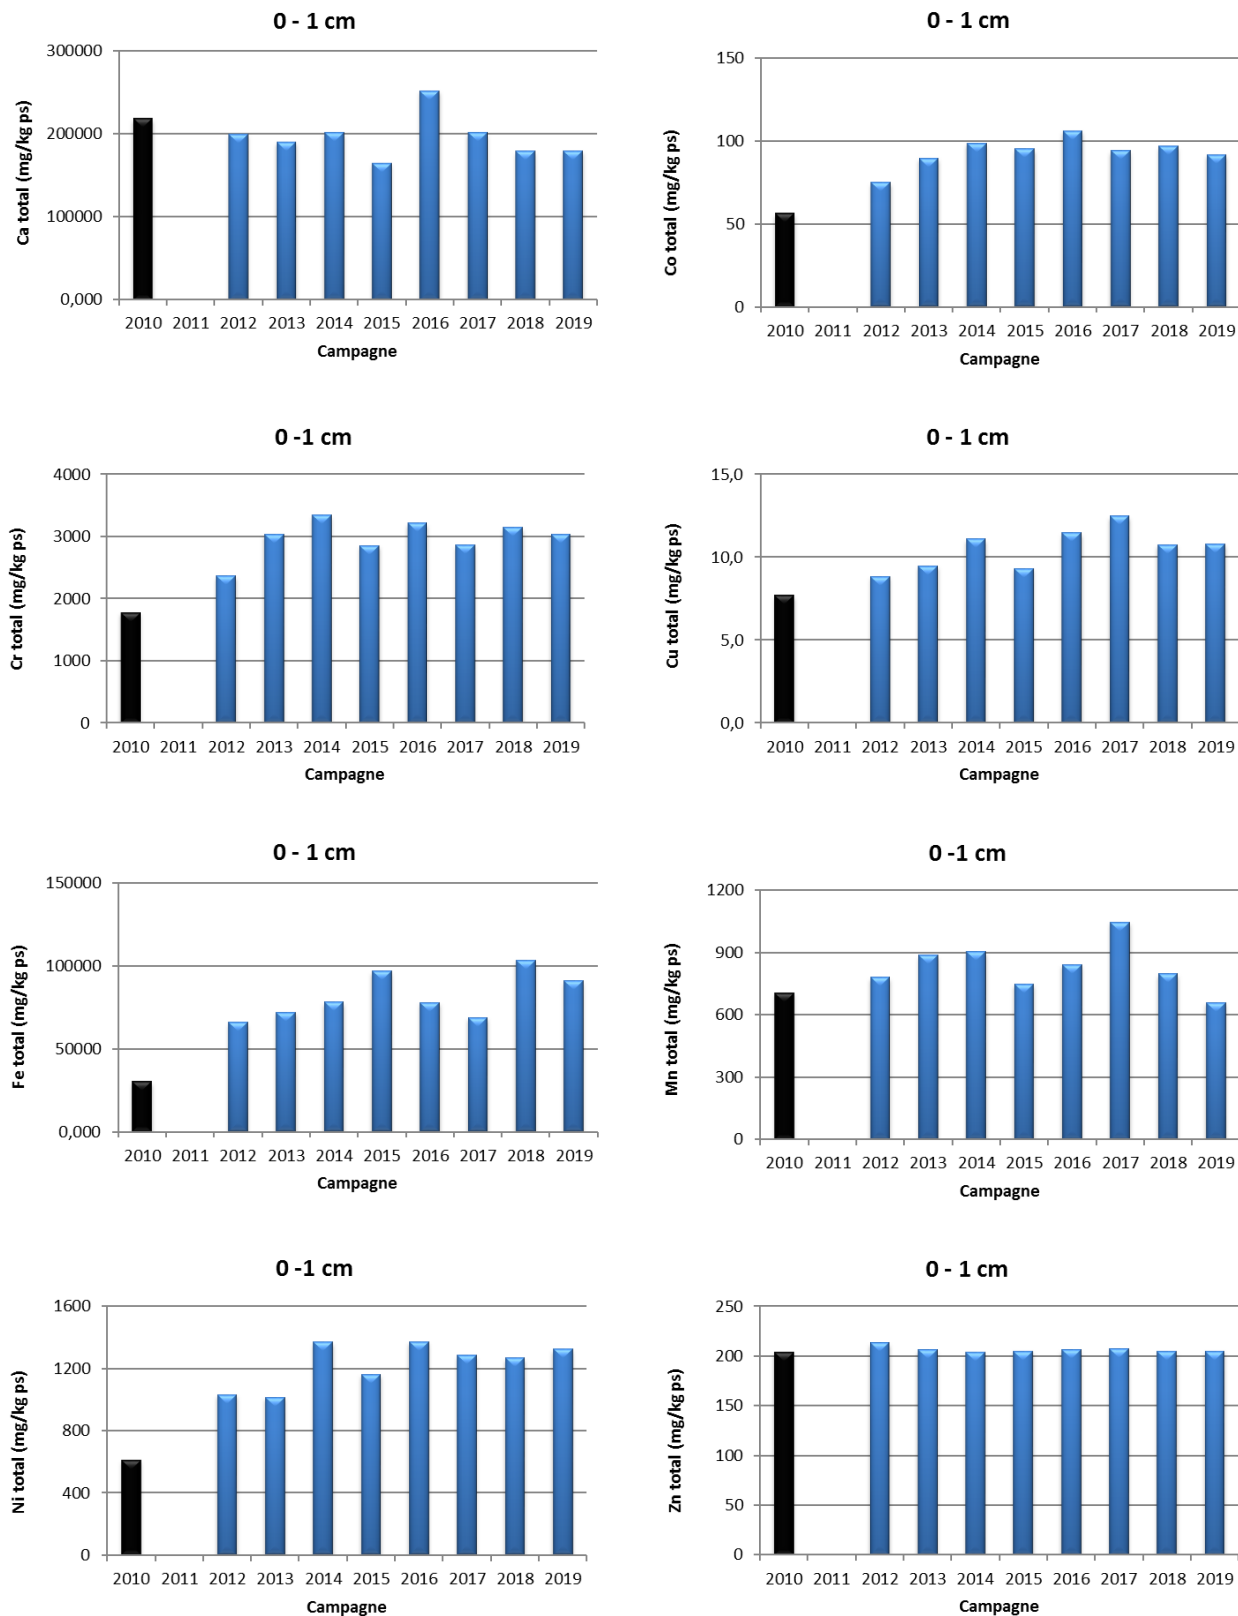 0 - 1 cm
Ca total (mg/kg ps)
300000
200000
100000
0,000
2010 2011 2012 2013 2014 2015 2016 2017 2018 2019
Campagne
0 - 1 cm
Co total (mg/kg ps)
150
100
50
0
2010 2011 2012 2013 2014 2015 2016 2017 2018 2019
Campagne
0 -1 cm
Cr total (mg/kg ps)
4000
3000
2000
1000
0
2010 2011 2012 2013 2014 2015 2016 2017 2018 2019
Campagne
0 - 1 cm
Cu total (mg/kg ps)
15,0
10,0
5,0
0,0
2010 2011 2012 2013 2014 2015 2016 2017 2018 2019
Campagne
0 - 1 cm
Fe total (mg/kg ps)
150000
100000
50000
0,000
2010 2011 2012 2013 2014 2015 2016 2017 2018 2019
Campagne
0 -1 cm
Mn total (mg/kg ps)
1200
900
600
300
0
2010 2011 2012 2013 2014 2015 2016 2017 2018 2019
Campagne
0 -1 cm
Ni total (mg/kg ps)
1600
1200
800
400
0
2010 2011 2012 2013 2014 2015 2016 2017 2018 2019
Campagne
0 - 1 cm
Zn total (mg/kg ps)
250
200
150
100
50
0
2010 2011 2012 2013 2014 2015 2016 2017 2018 2019
Campagne